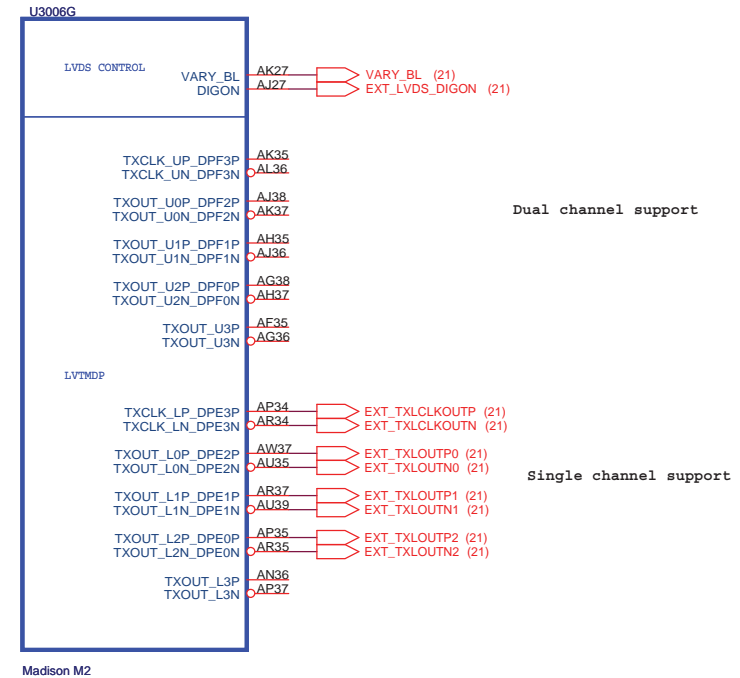 U3006G
LVDS CONTROL
VARY_BL AK27 VARY_BL (21)
DIGON AJ27 EXT_LVDS_DIGON (21)
TXCLK_UP_DPF3P AK35
TXCLK_UN_DPF3N AL36
TXOUT_U0P_DPF2P AJ38
TXOUT_U0N_DPF2N AK37
Dual channel support
TXOUT_U1P_DPF1P AH35
TXOUT_U1N_DPF1N AJ36
TXOUT_U2P_DPF0P AG38
TXOUT_U2N_DPF0N AH37
TXOUT_U3P AF35
TXOUT_U3N AG36
LVTMDP
TXCLK_LP_DPE3P AP34 EXT_TXLCLKOUTP (21)
TXCLK_LN_DPE3N AR34 EXT_TXLCLKOUTN (21)
TXOUT_L0P_DPE2P AW37 EXT_TXLOUTP0 (21)
TXOUT_L0N_DPE2N AU35 EXT_TXLOUTN0 (21)
Single channel support
TXOUT_L1P_DPE1P AR37 EXT_TXLOUTP1 (21)
TXOUT_L1N_DPE1N AU39 EXT_TXLOUTN1 (21)
TXOUT_L2P_DPE0P AP35 EXT_TXLOUTP2 (21)
TXOUT_L2N_DPE0N AR35 EXT_TXLOUTN2 (21)
TXOUT_L3P AN36
TXOUT_L3N AP37
Madison M2